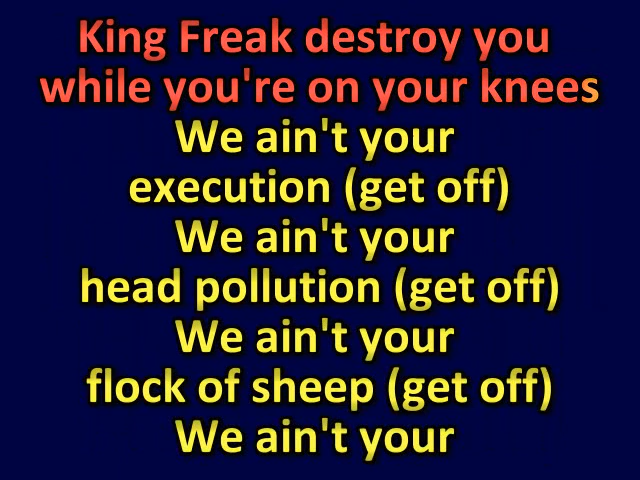 King Freak destroy you
while you're on your knees
We ain't your
execution (get off)
We ain't your
head pollution (get off)
We ain't your
flock of sheep (get off)
We ain't your